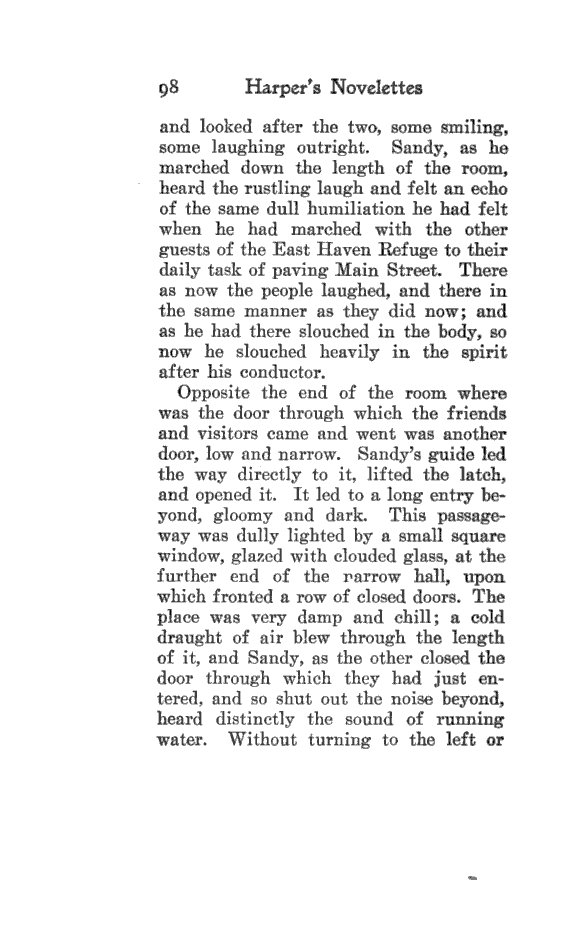 98 Harper's Novelettes
and looked after the two, some smiling,
some laughing outright. Sandy, as he
marched down the length of the room,
heard the rustling laugh and felt an echo
of the same dull humiliation he had felt
when he had marched with the other
guests of the East Haven Refuge to their
daily task of paving Main Street. There
as now the people laughed, and there in
the same manner as they did now; and
as he had there slouched in the body, so
now he slouched heavily in the spirit
after his conductor.
Opposite the end of the room where
was the door through which the friends
and visitors came and went was another
door, low and narrow. Sandy's guide led
the way directly to it, lifted the latch,
and opened it. It led to a long entry be-
yond, gloomy and dark. This passage-
way was dully lighted by a small square
window, glazed with clouded glass, at the
further end of the narrow hall, upon
which fronted a row of closed doors. The
place was very damp and chill; a cold
draught of air blew through the length
of it, and Sandy, as the other closed the
door through which they had just en-
tered, and so shut out the noise beyond,
heard distinctly the sound of running
water. Without turning to the left or